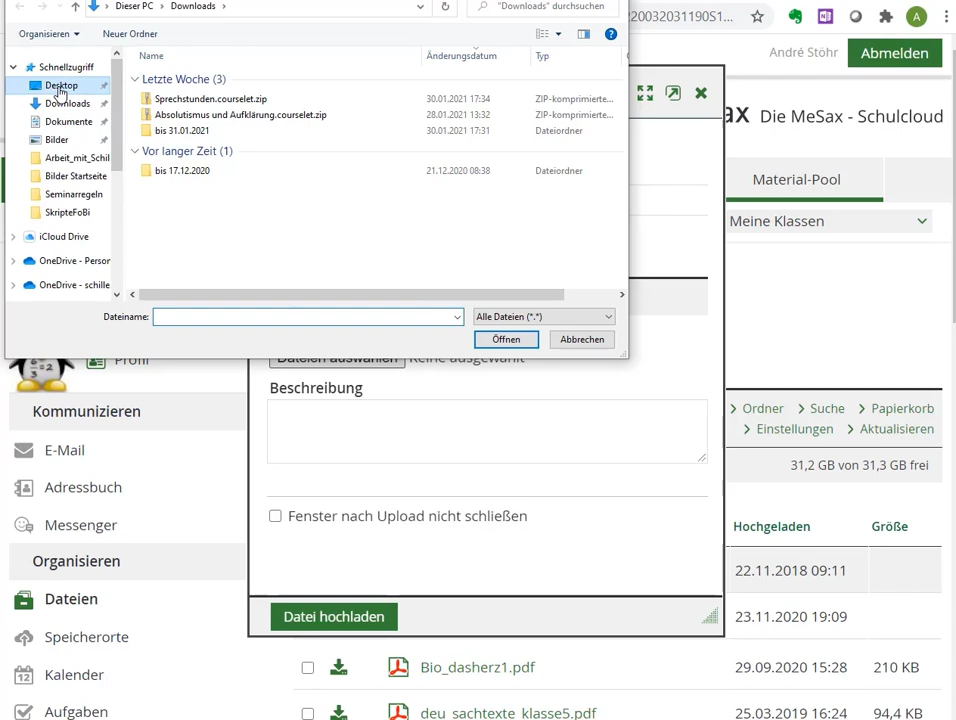 Dieser PC > Downloads >
"Downloads" durchsuchen
20032031190S1...
A
Organisieren
Neuer Ordner
André Stöhr
Abmelden
Name
Änderungsdatum
Typ
Schnellzugriff
Desktop
Downloads
Dokumente
Bilder
Arbeit_mit_Schil
Bilder Startseite
Seminarregeln
SkripteFoBi
iCloud Drive
OneDrive - Person
OneDrive - schille
Letzte Woche (3)
Sprechstunden.courselet.zip 30.01.2021 17:34 ZIP-komprimierte...
Absolutismus und Aufklärung.courselet.zip 28.01.2021 13:32 ZIP-komprimierte...
bis 31.01.2021 30.01.2021 17:31 Dateiordner
Vor langer Zeit (1)
bis 17.12.2020 21.12.2020 08:38 Dateiordner
Dateiname:
Alle Dateien (*.*)
Öffnen
Abbrechen
ax Die MeSax - Schulcloud
Material-Pool
Meine Klassen
Profil
Kommunizieren
E-Mail
Adressbuch
Messenger
Organisieren
Dateien
Speicherorte
Kalender
Aufgaben
Dateien auswählen Keine ausgewählt
Beschreibung
Fenster nach Upload nicht schließen
Datei hochladen
Ordner Suche Papierkorb
Einstellungen Aktualisieren
31,2 GB von 31,3 GB frei
Hochgeladen Größe
22.11.2018 09:11
23.11.2020 19:09
Bio_dasherz1.pdf 29.09.2020 15:28 210 KB
deu_sachtexte_klasse5.pdf 25.03.2019 16:24 94,4 KB